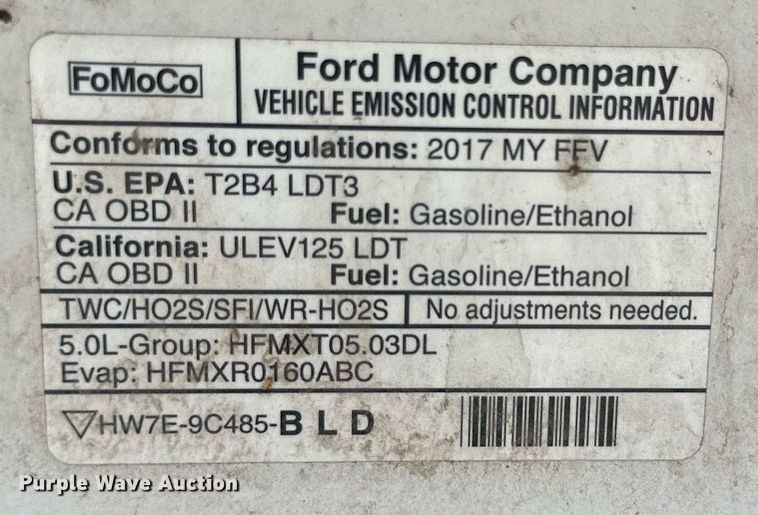 FoMoCo
Ford Motor Company
VEHICLE EMISSION CONTROL INFORMATION
Conforms to regulations: 2017 MY FFV
U.S. EPA: T2B4 LDT3
CA OBD II Fuel: Gasoline/Ethanol
California: ULEV125 LDT
CA OBD II Fuel: Gasoline/Ethanol
TWC/HO2S/SFI/WR-HO2S No adjustments needed.
5.0L-Group: HFMXT05.03DL
Evap: HFMXR0160ABC
HW7E-9C485-B L D
Purple Wave Auction